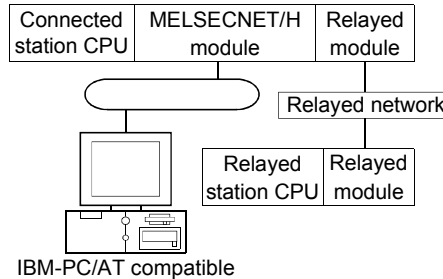 Connected station CPU
MELSECNET/H module
Relayed module
Relayed network
Relayed station CPU
Relayed module
IBM-PC/AT compatible